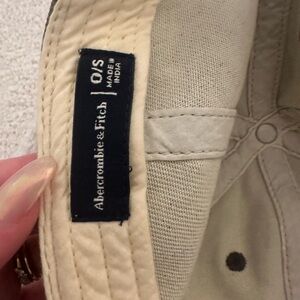 Abercrombie & Fitch
O/S
MADE IN
INDIA